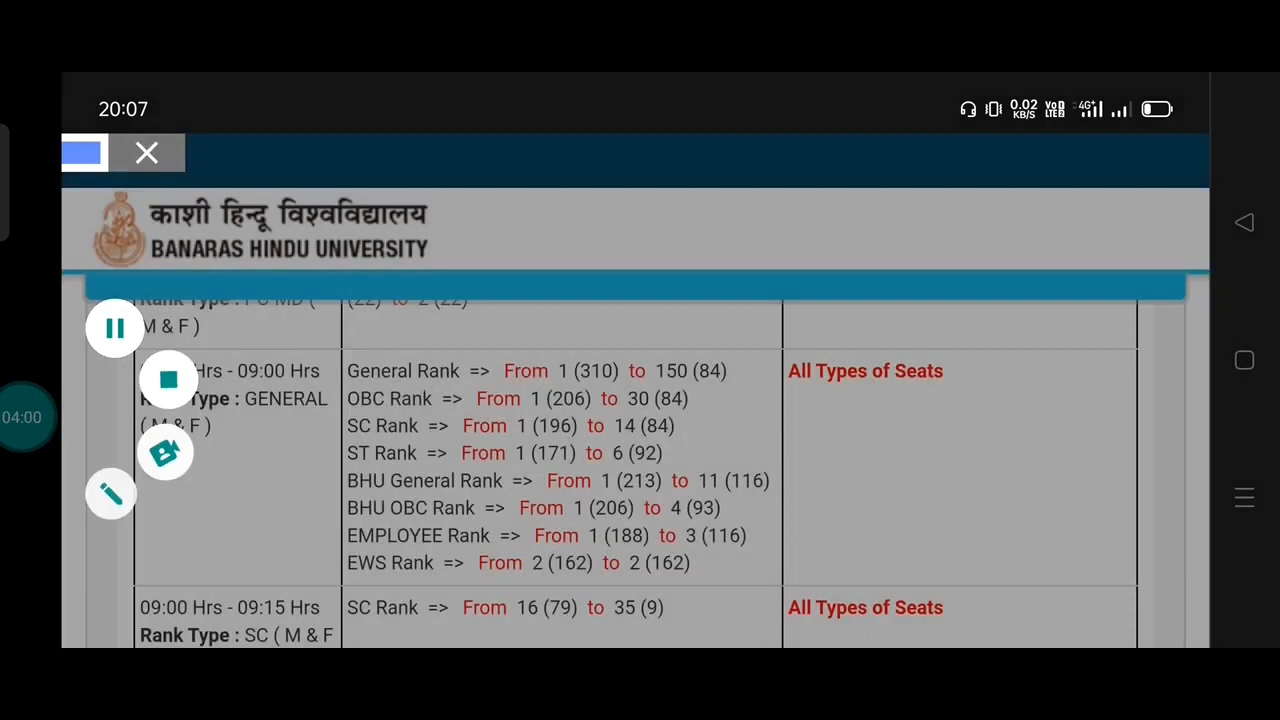 20:07
0.02
KB/S
VoD
LTE2
4G+
काशी हिन्दू विश्वविद्यालय
BANARAS HINDU UNIVERSITY
M & F )
Hrs - 09:00 Hrs
General Rank => From 1 (310) to 150 (84)
All Types of Seats
Type : GENERAL
OBC Rank => From 1 (206) to 30 (84)
( M & F )
SC Rank => From 1 (196) to 14 (84)
ST Rank => From 1 (171) to 6 (92)
BHU General Rank => From 1 (213) to 11 (116)
BHU OBC Rank => From 1 (206) to 4 (93)
EMPLOYEE Rank => From 1 (188) to 3 (116)
EWS Rank => From 2 (162) to 2 (162)
04:00
09:00 Hrs - 09:15 Hrs
SC Rank => From 16 (79) to 35 (9)
All Types of Seats
Rank Type : SC ( M & F